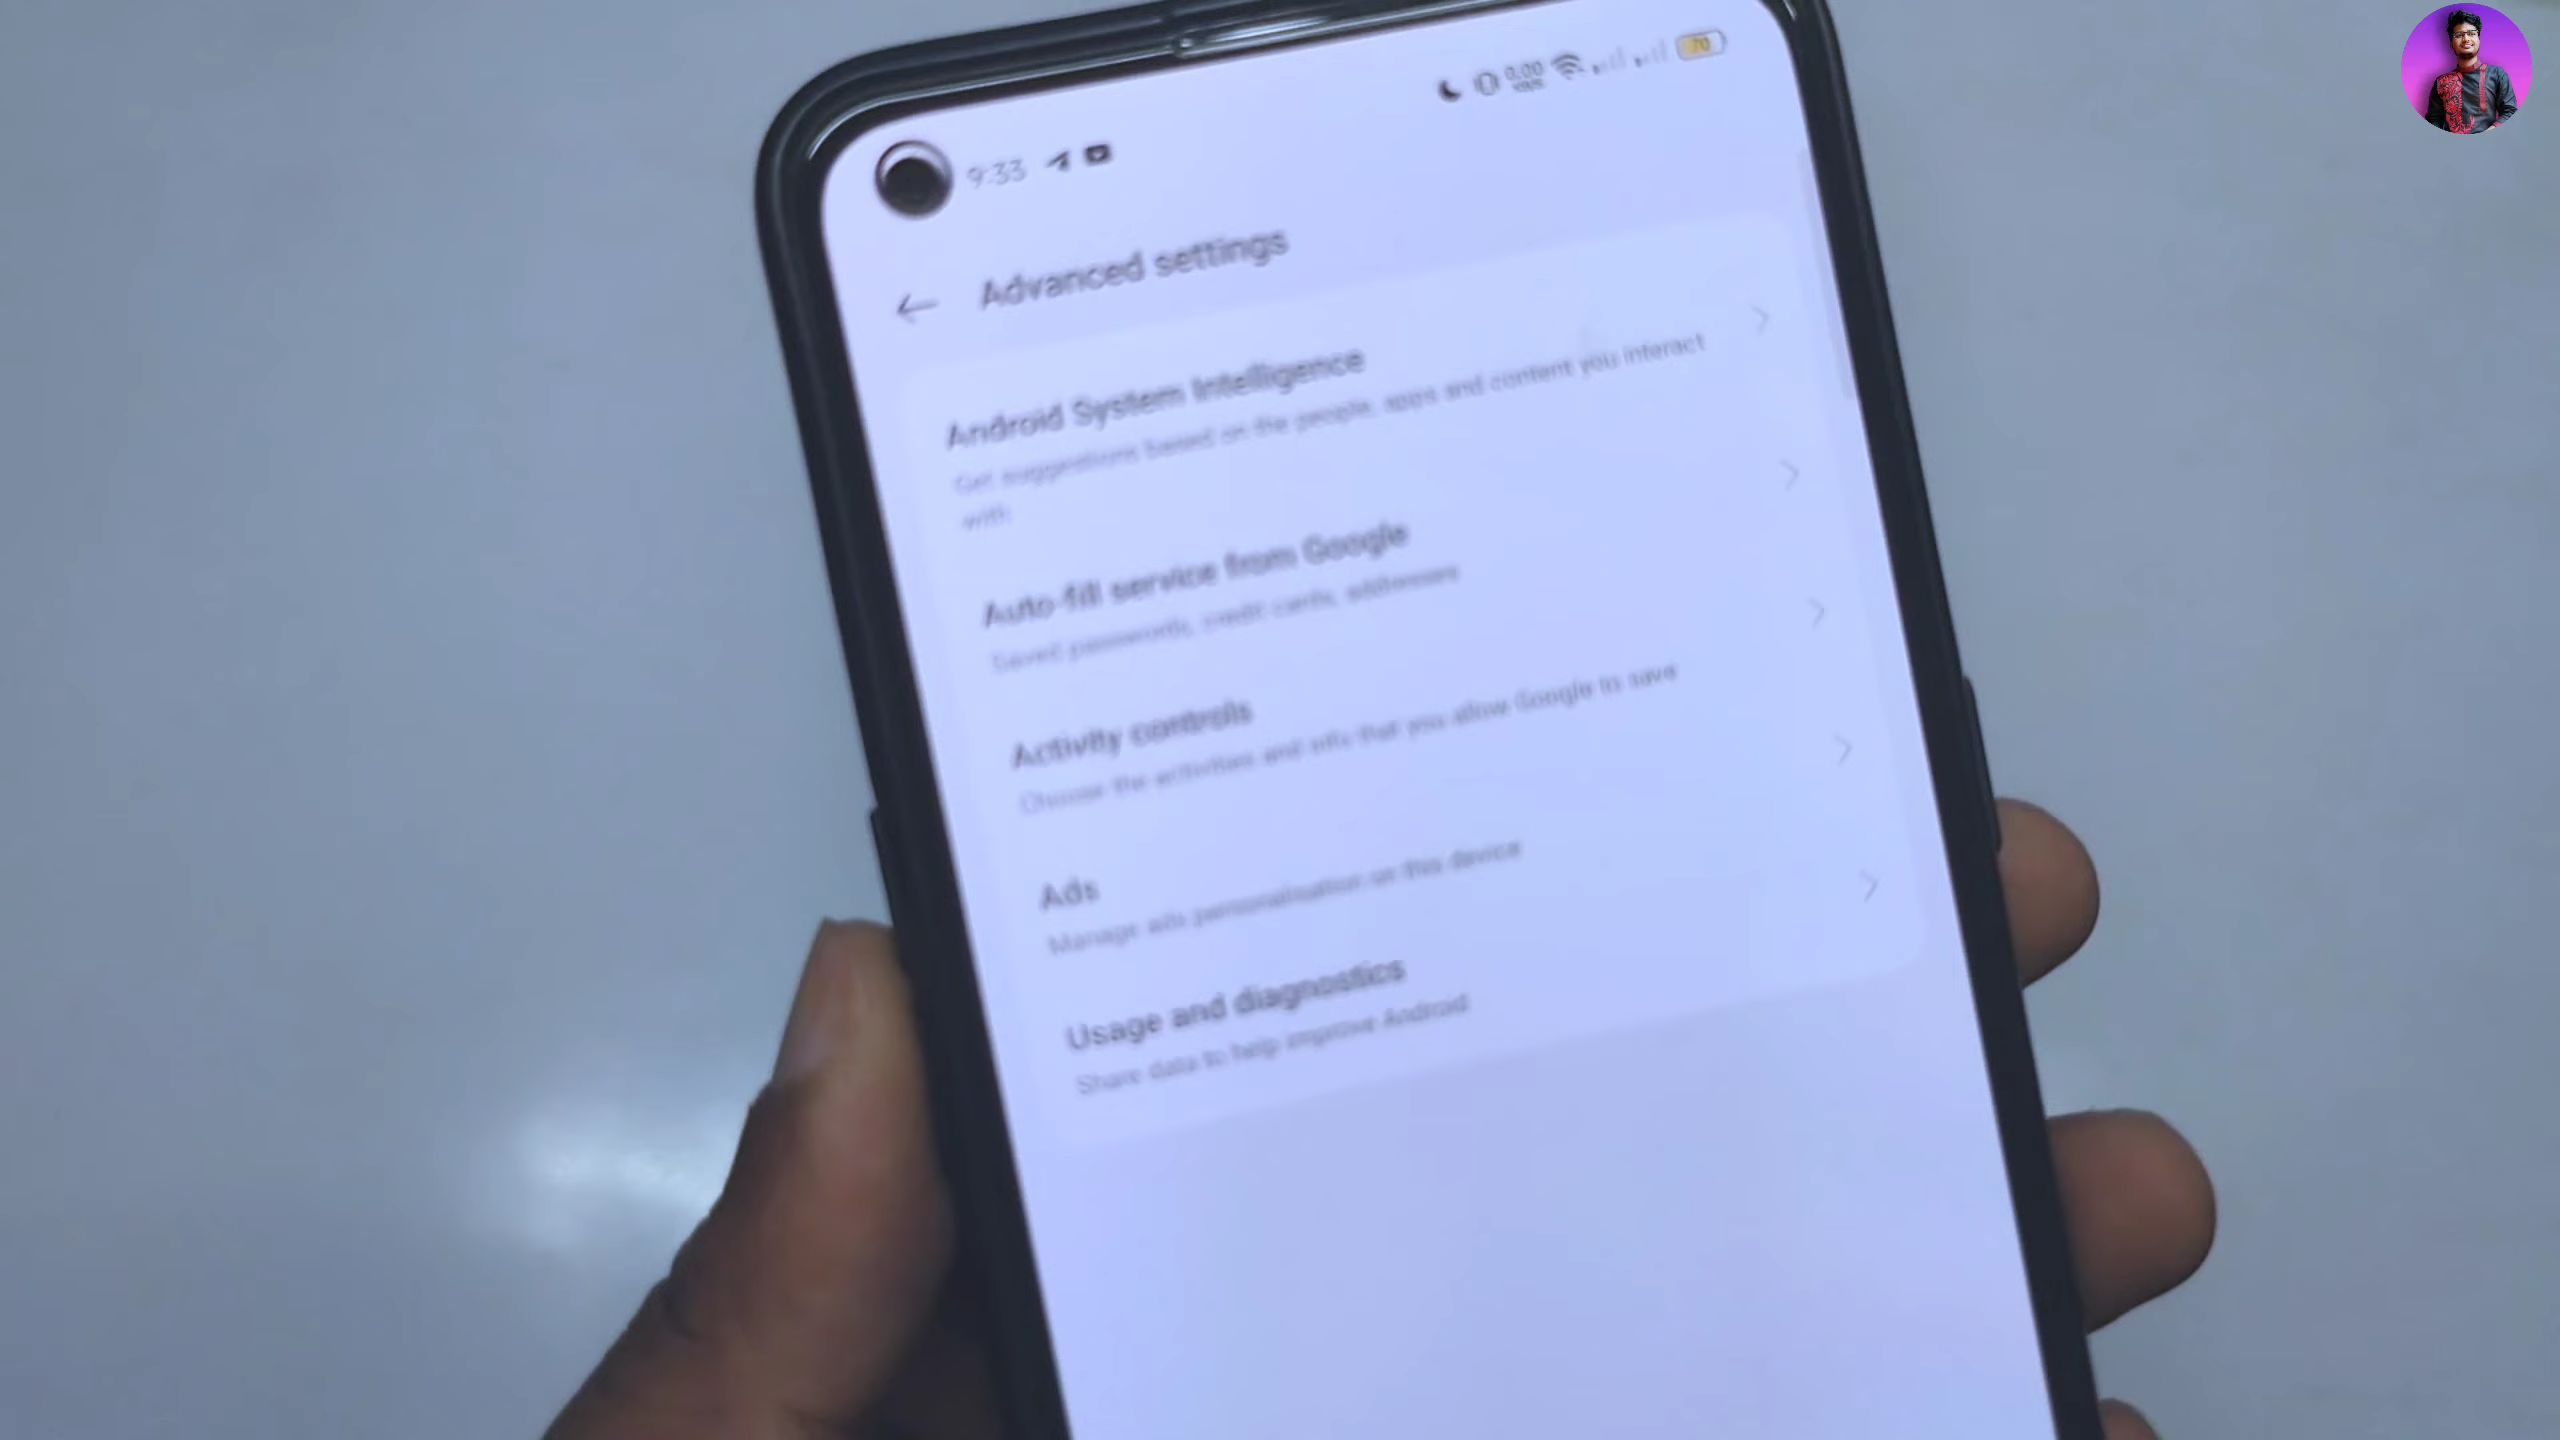 9:33
0.00
70
Advanced settings
Android System Intelligence
Get suggestions based on the people, apps and content you interact
with
Auto-fill service from Google
Saved passwords, credit cards, addresses
Activity controls
Choose the activities and info that you allow Google to save
Ads
Manage ads personalisation on this device
Usage and diagnostics
Share data to help improve Android